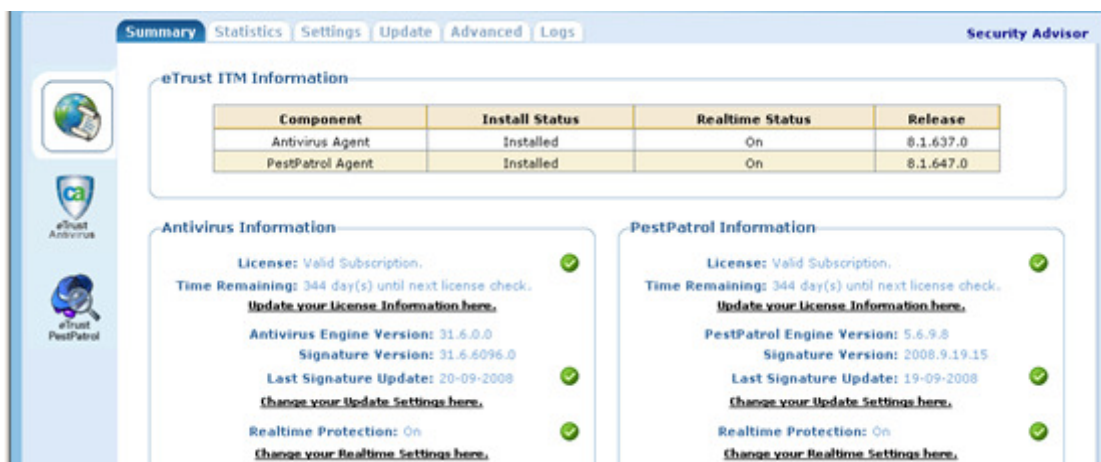 Summary Statistics Settings Update Advanced Logs Security Advisor
eTrust ITM Information
Component Install Status Realtime Status Release
Antivirus Agent Installed On 8.1.637.0
PestPatrol Agent Installed On 8.1.647.0
ca
eTrust
Antivirus
eTrust
PestPatrol
Antivirus Information
License: Valid Subscription.
Time Remaining: 344 day(s) until next license check.
Update your License Information here.
Antivirus Engine Version: 31.6.0.0
Signature Version: 31.6.6096.0
Last Signature Update: 20-09-2008
Change your Update Settings here.
Realtime Protection: On
Change your Realtime Settings here.
PestPatrol Information
License: Valid Subscription.
Time Remaining: 344 day(s) until next license check.
Update your License Information here.
PestPatrol Engine Version: 5.6.9.8
Signature Version: 2008.9.19.15
Last Signature Update: 19-09-2008
Change your Update Settings here.
Realtime Protection: On
Change your Realtime Settings here.